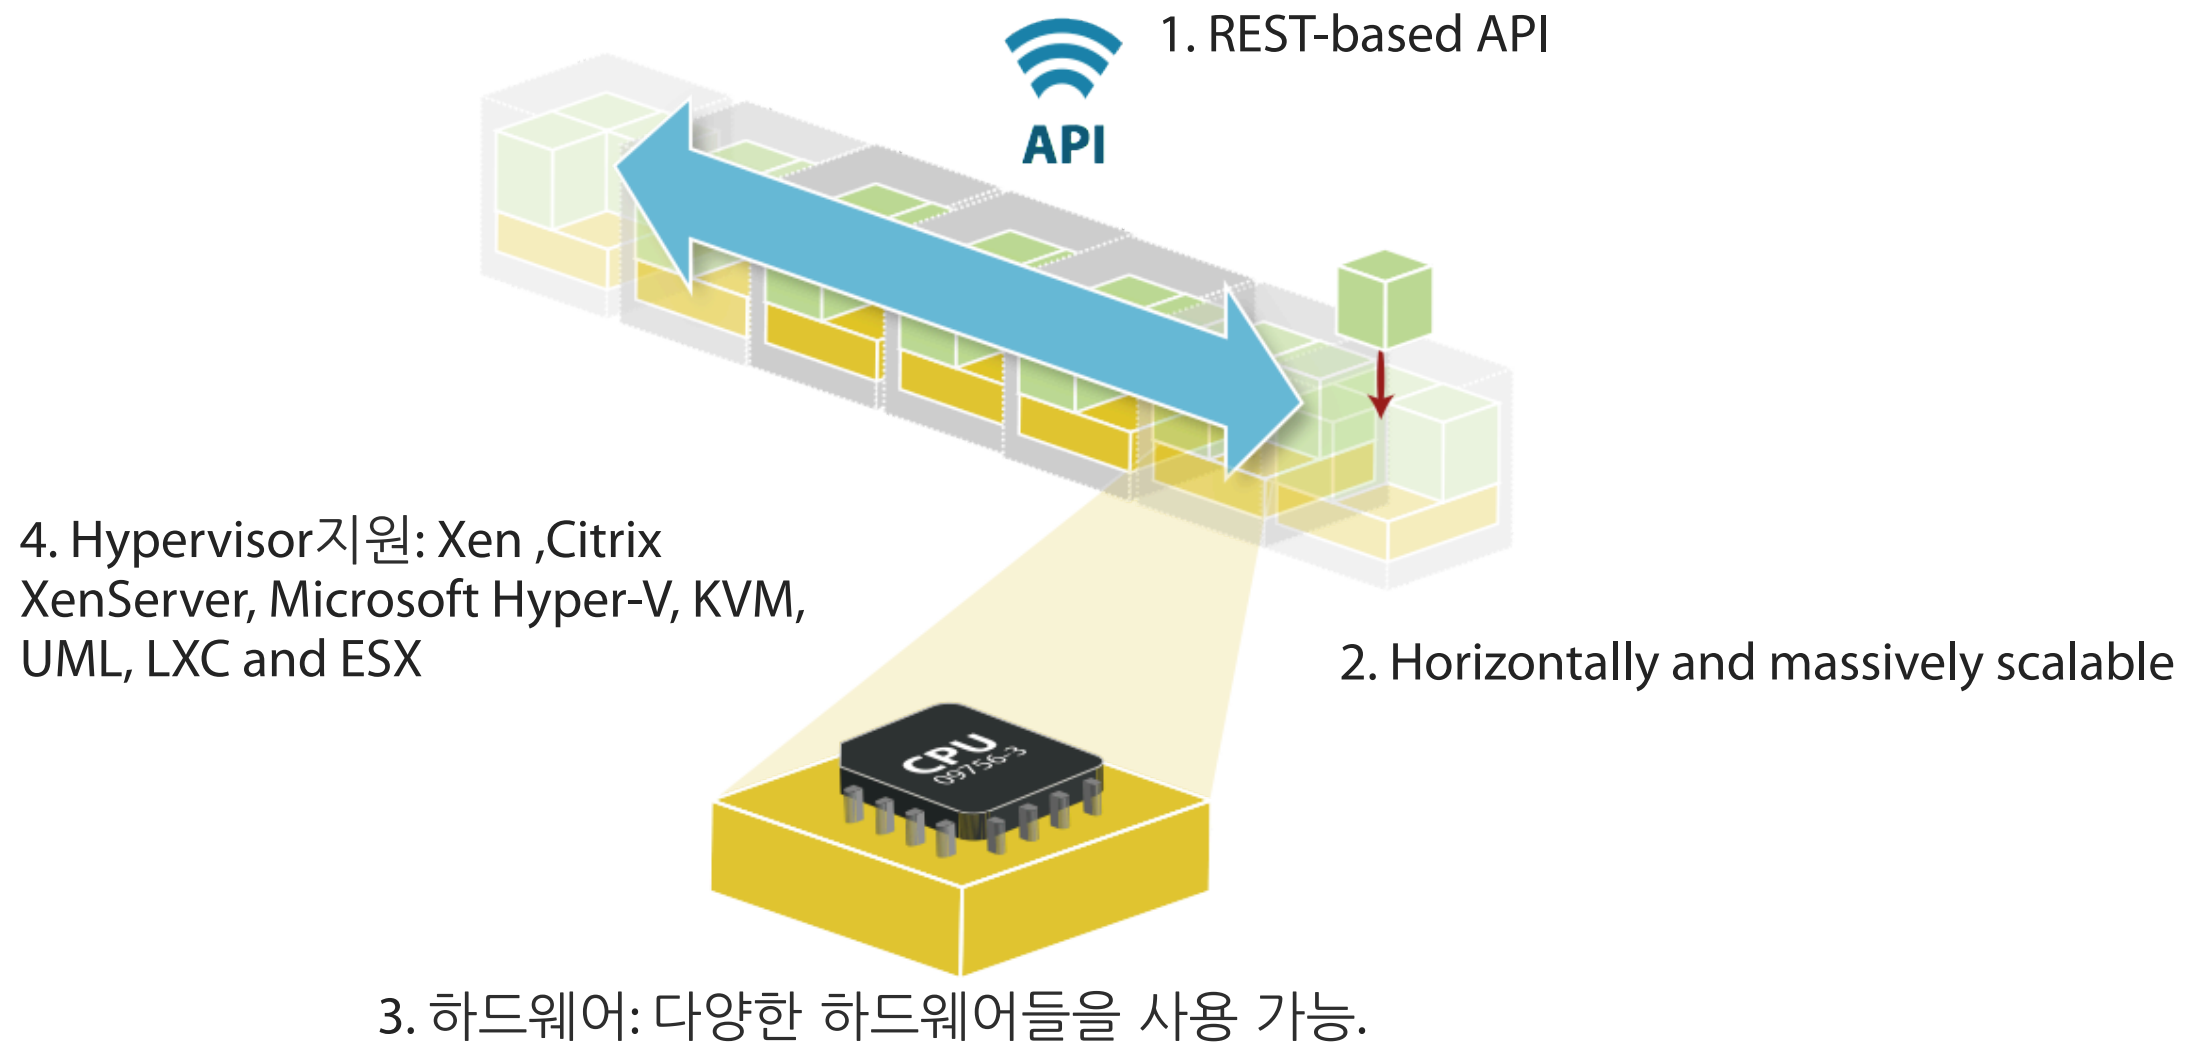 1. REST-based API
API
4. Hypervisor지원: Xen ,Citrix
XenServer, Microsoft Hyper-V, KVM,
UML, LXC and ESX
2. Horizontally and massively scalable
CPU
09756-3
3. 하드웨어: 다양한 하드웨어들을 사용 가능.